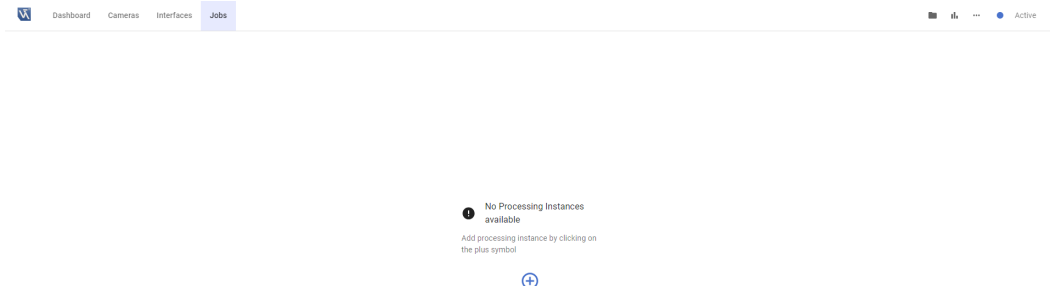 Dashboard Cameras Interfaces Jobs Active
No Processing Instances
available
Add processing instance by clicking on
the plus symbol